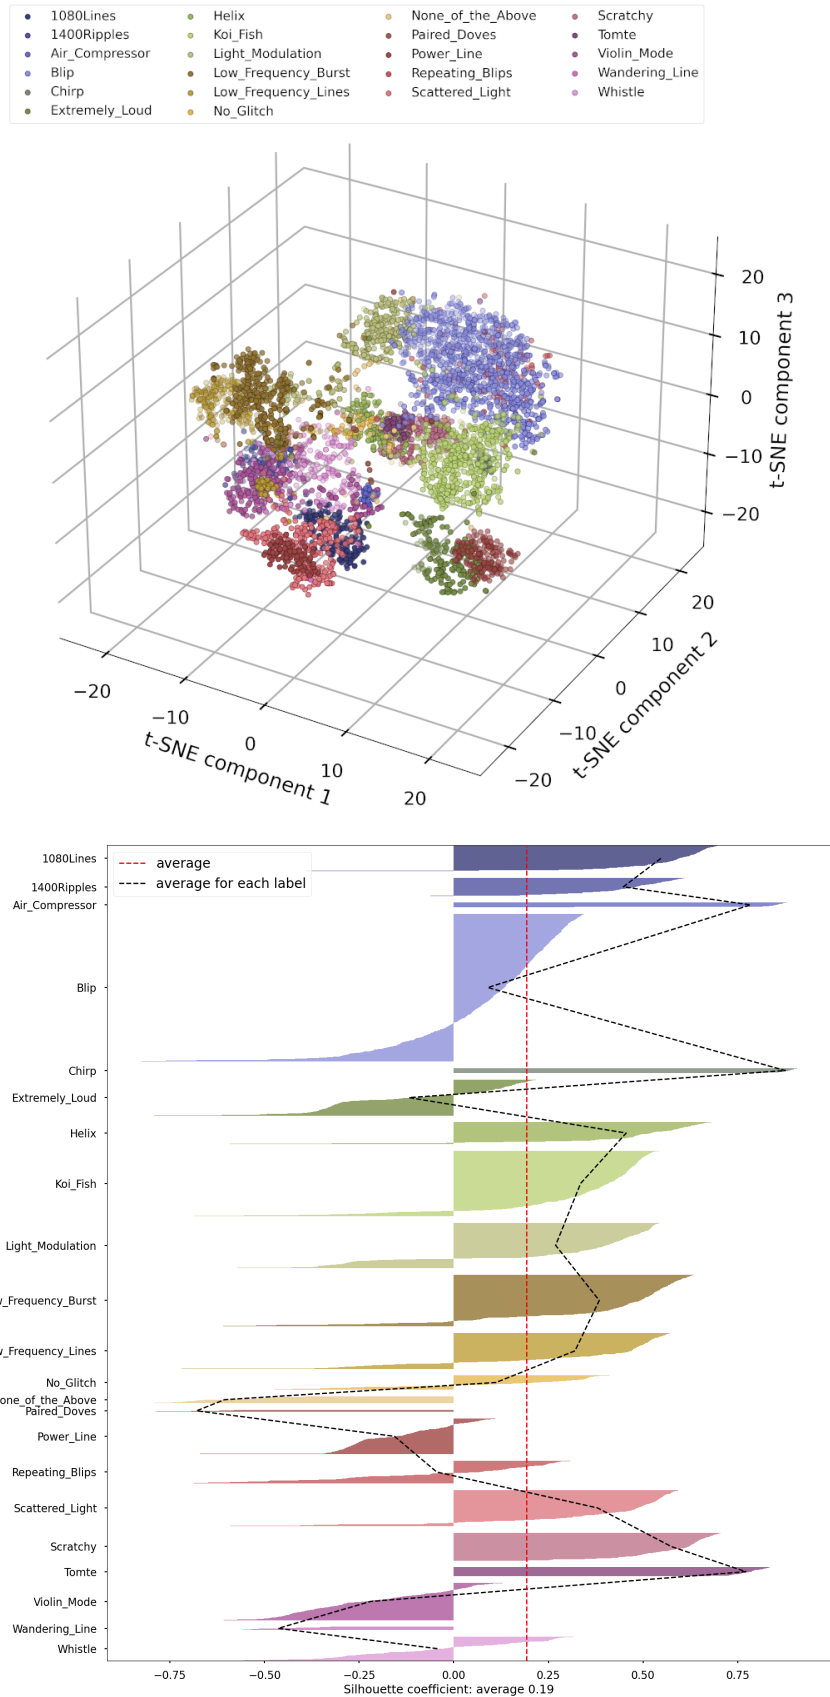 1080Lines
1400Ripples
Air_Compressor
Blip
Chirp
Extremely_Loud
Helix
Koi_Fish
Light_Modulation
Low_Frequency_Burst
Low_Frequency_Lines
No_Glitch
None_of_the_Above
Paired_Doves
Power_Line
Repeating_Blips
Scattered_Light
Scratchy
Tomte
Violin_Mode
Wandering_Line
Whistle
20
10
0
−10
−20
t-SNE component 3
20
10
0
−10
−20
t-SNE component 2
−20
−10
0
10
20
t-SNE component 1
average
average for each label
1080Lines
1400Ripples
Air_Compressor
Blip
Chirp
Extremely_Loud
Helix
Koi_Fish
Light_Modulation
w_Frequency_Burst
w_Frequency_Lines
No_Glitch
one_of_the_Above
Paired_Doves
Power_Line
Repeating_Blips
Scattered_Light
Scratchy
Tomte
Violin_Mode
Wandering_Line
Whistle
−0.75 −0.50 −0.25 0.00 0.25 0.50 0.75
Silhouette coefficient: average 0.19